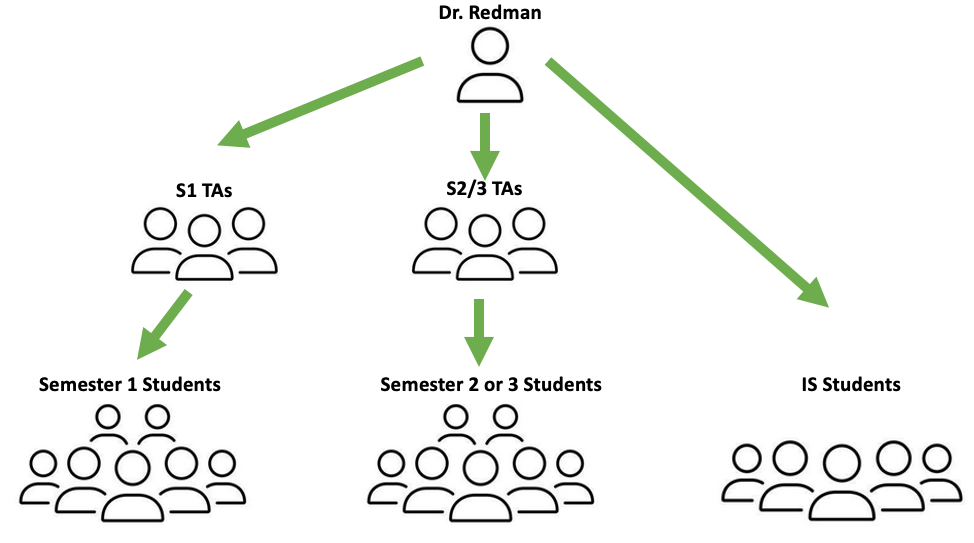 Dr. Redman
S1 TAs
S2/3 TAs
Semester 1 Students
Semester 2 or 3 Students
IS Students